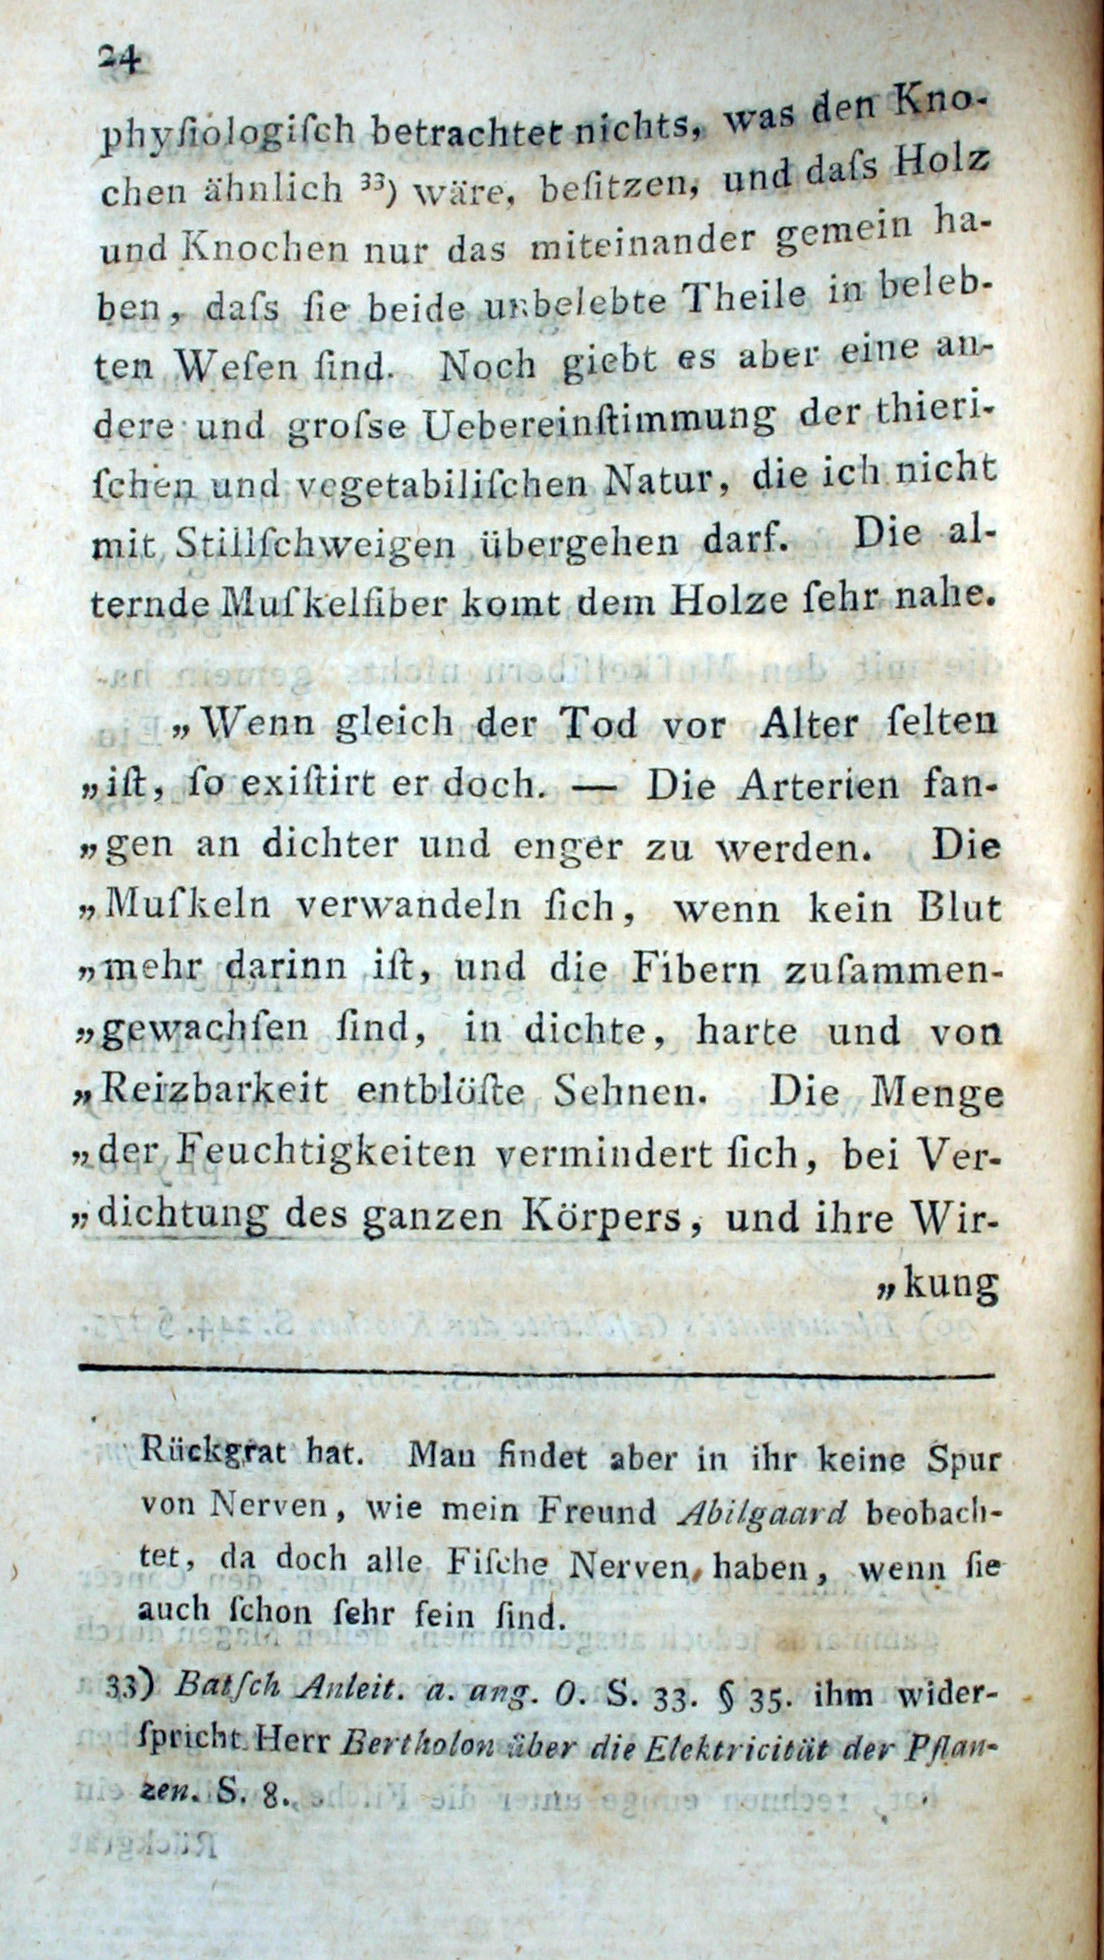 24
phyſiologiſch betrachtet nichts, was den Kno-
chen ähnlich ³³) wäre, beſitzen, und daſs Holz
und Knochen nur das miteinander gemein ha-
ben, daſs ſie beide unbelebte Theile in beleb-
ten Weſen ſind. Noch giebt es aber eine an-
dere und groſse Uebereinſtimmung der thieri-
ſchen und vegetabiliſchen Natur, die ich nicht
mit Stillſchweigen übergehen darf. Die al-
ternde Muſkelfiber komt dem Holze ſehr nahe.
„Wenn gleich der Tod vor Alter ſelten
„iſt, ſo exiſtirt er doch. — Die Arterien fan-
„gen an dichter und enger zu werden. Die
„Muſkeln verwandeln ſich, wenn kein Blut
„mehr darinn iſt, und die Fibern zuſammen-
„gewachſen ſind, in dichte, harte und von
„Reizbarkeit entblöſte Sehnen. Die Menge
„der Feuchtigkeiten vermindert ſich, bei Ver-
„dichtung des ganzen Körpers, und ihre Wir-
„kung
Rückgrat hat. Man findet aber in ihr keine Spur
von Nerven, wie mein Freund Abilgaard beobach-
tet, da doch alle Fiſche Nerven haben, wenn ſie
auch ſchon ſehr fein ſind.
33) Batſch Anleit. a. ang. O. S. 33. § 35. ihm wider-
ſpricht Herr Bertholon über die Elektricität der Pflan-
zen. S. 8.